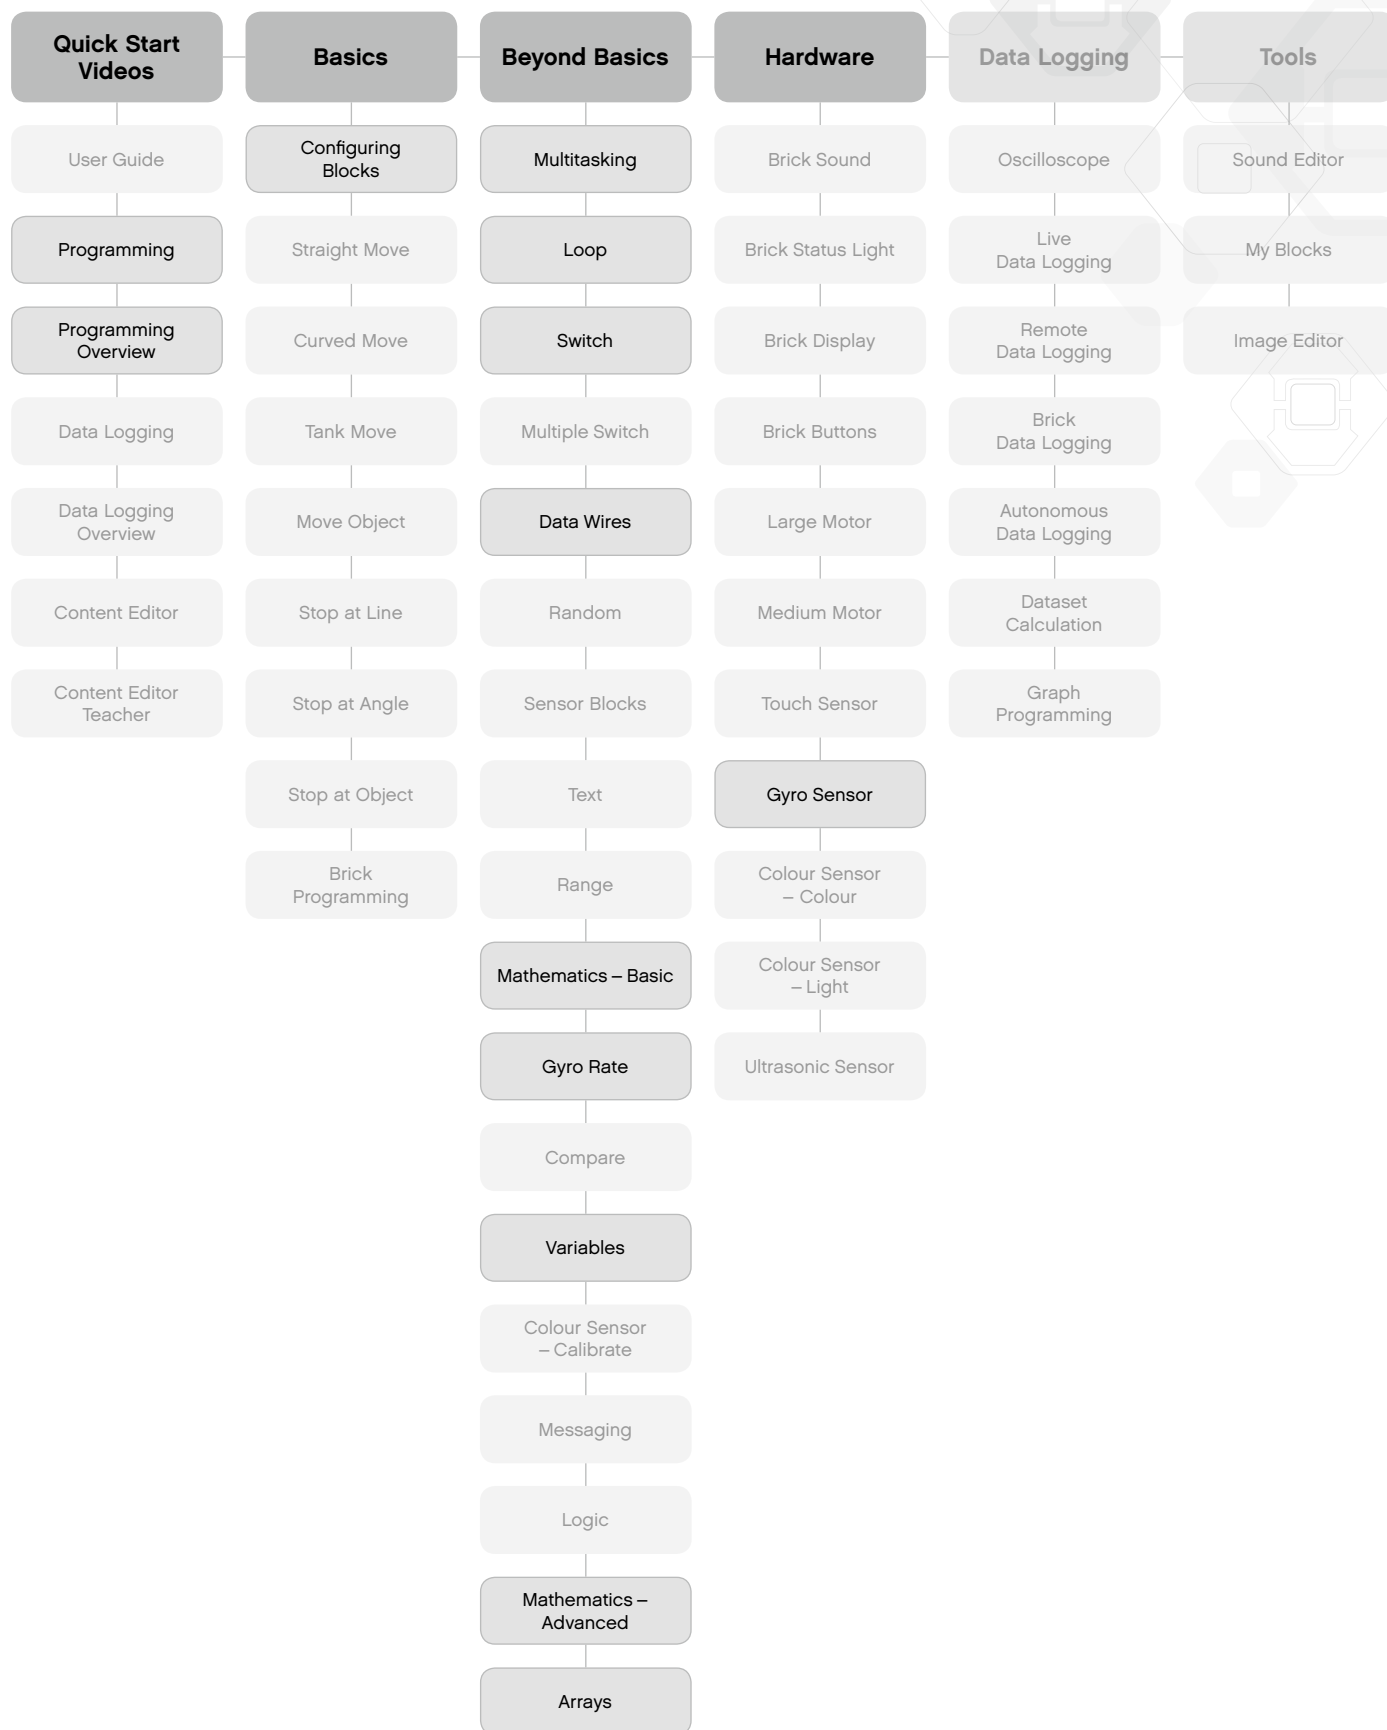 Quick Start
Videos
User Guide
Programming
Programming
Overview
Data Logging
Data Logging
Overview
Content Editor
Content Editor
Teacher
Basics
Configuring
Blocks
Straight Move
Curved Move
Tank Move
Move Object
Stop at Line
Stop at Angle
Stop at Object
Brick
Programming
Beyond Basics
Multitasking
Loop
Switch
Multiple Switch
Data Wires
Random
Sensor Blocks
Text
Range
Mathematics – Basic
Gyro Rate
Compare
Variables
Colour Sensor
– Calibrate
Messaging
Logic
Mathematics –
Advanced
Arrays
Hardware
Brick Sound
Brick Status Light
Brick Display
Brick Buttons
Large Motor
Medium Motor
Touch Sensor
Gyro Sensor
Colour Sensor
– Colour
Colour Sensor
– Light
Ultrasonic Sensor
Data Logging
Oscilloscope
Live
Data Logging
Remote
Data Logging
Brick
Data Logging
Autonomous
Data Logging
Dataset
Calculation
Graph
Programming
Tools
Sound Editor
My Blocks
Image Editor